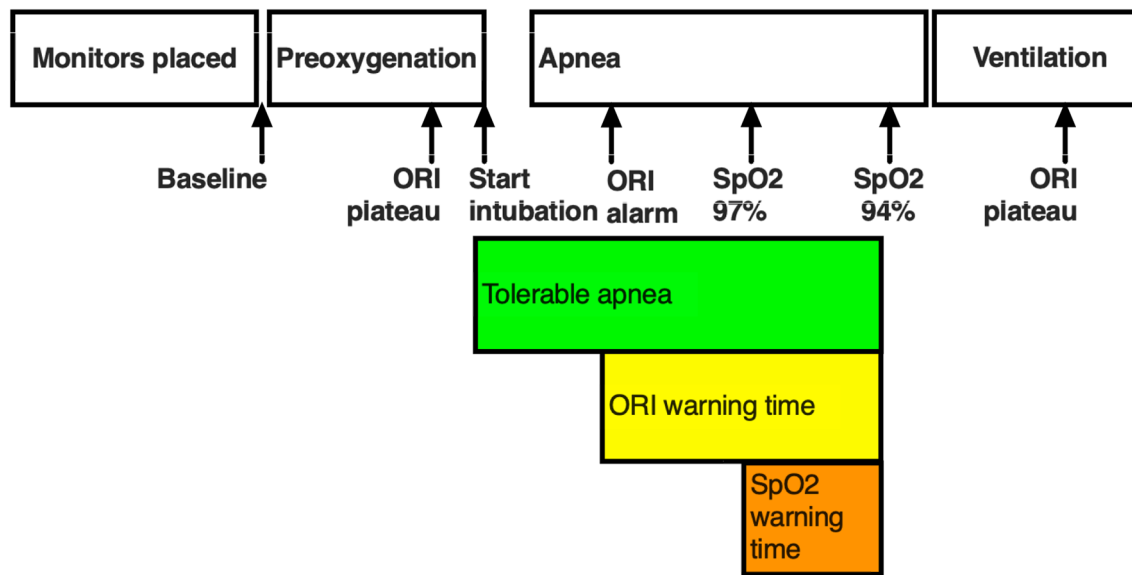 Monitors placed
Preoxygenation
Apnea
Ventilation
Baseline
ORI
plateau
Start
intubation
ORI
alarm
SpO2
97%
SpO2
94%
ORI
plateau
Tolerable apnea
ORI warning time
SpO2
warning
time